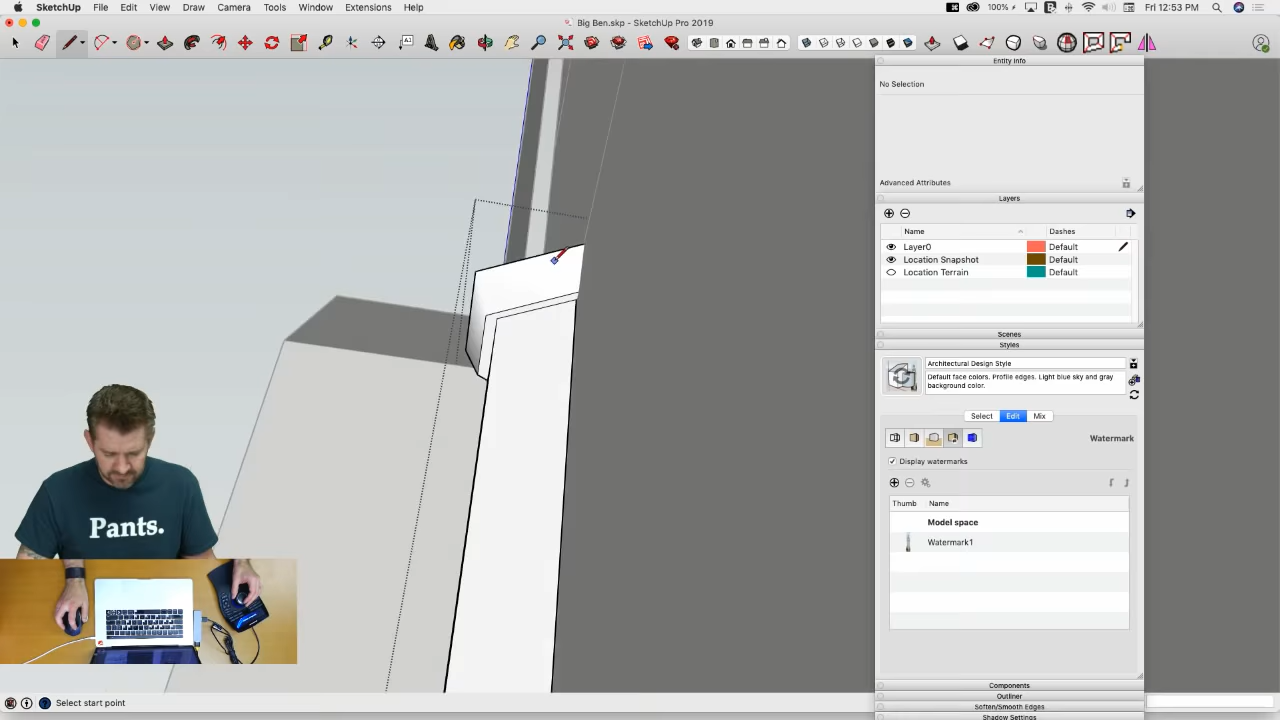 SketchUp File Edit View Draw Camera Tools Window Extensions Help 100% Fri 12:53 PM
Big Ben.skp - SketchUp Pro 2019
Entity Info
No Selection
Advanced Attributes
Layers
Name Dashes
Layer0 Default
Location Snapshot Default
Location Terrain Default
Scenes
Styles
Architectural Design Style
Default face colors. Profile edges. Light blue sky and gray
background color.
Select Edit Mix
Watermark
Display watermarks
Thumb Name
Model space
Watermark1
Pants.
Components
Outliner
Soften/Smooth Edges
Select start point
Shadow Settings